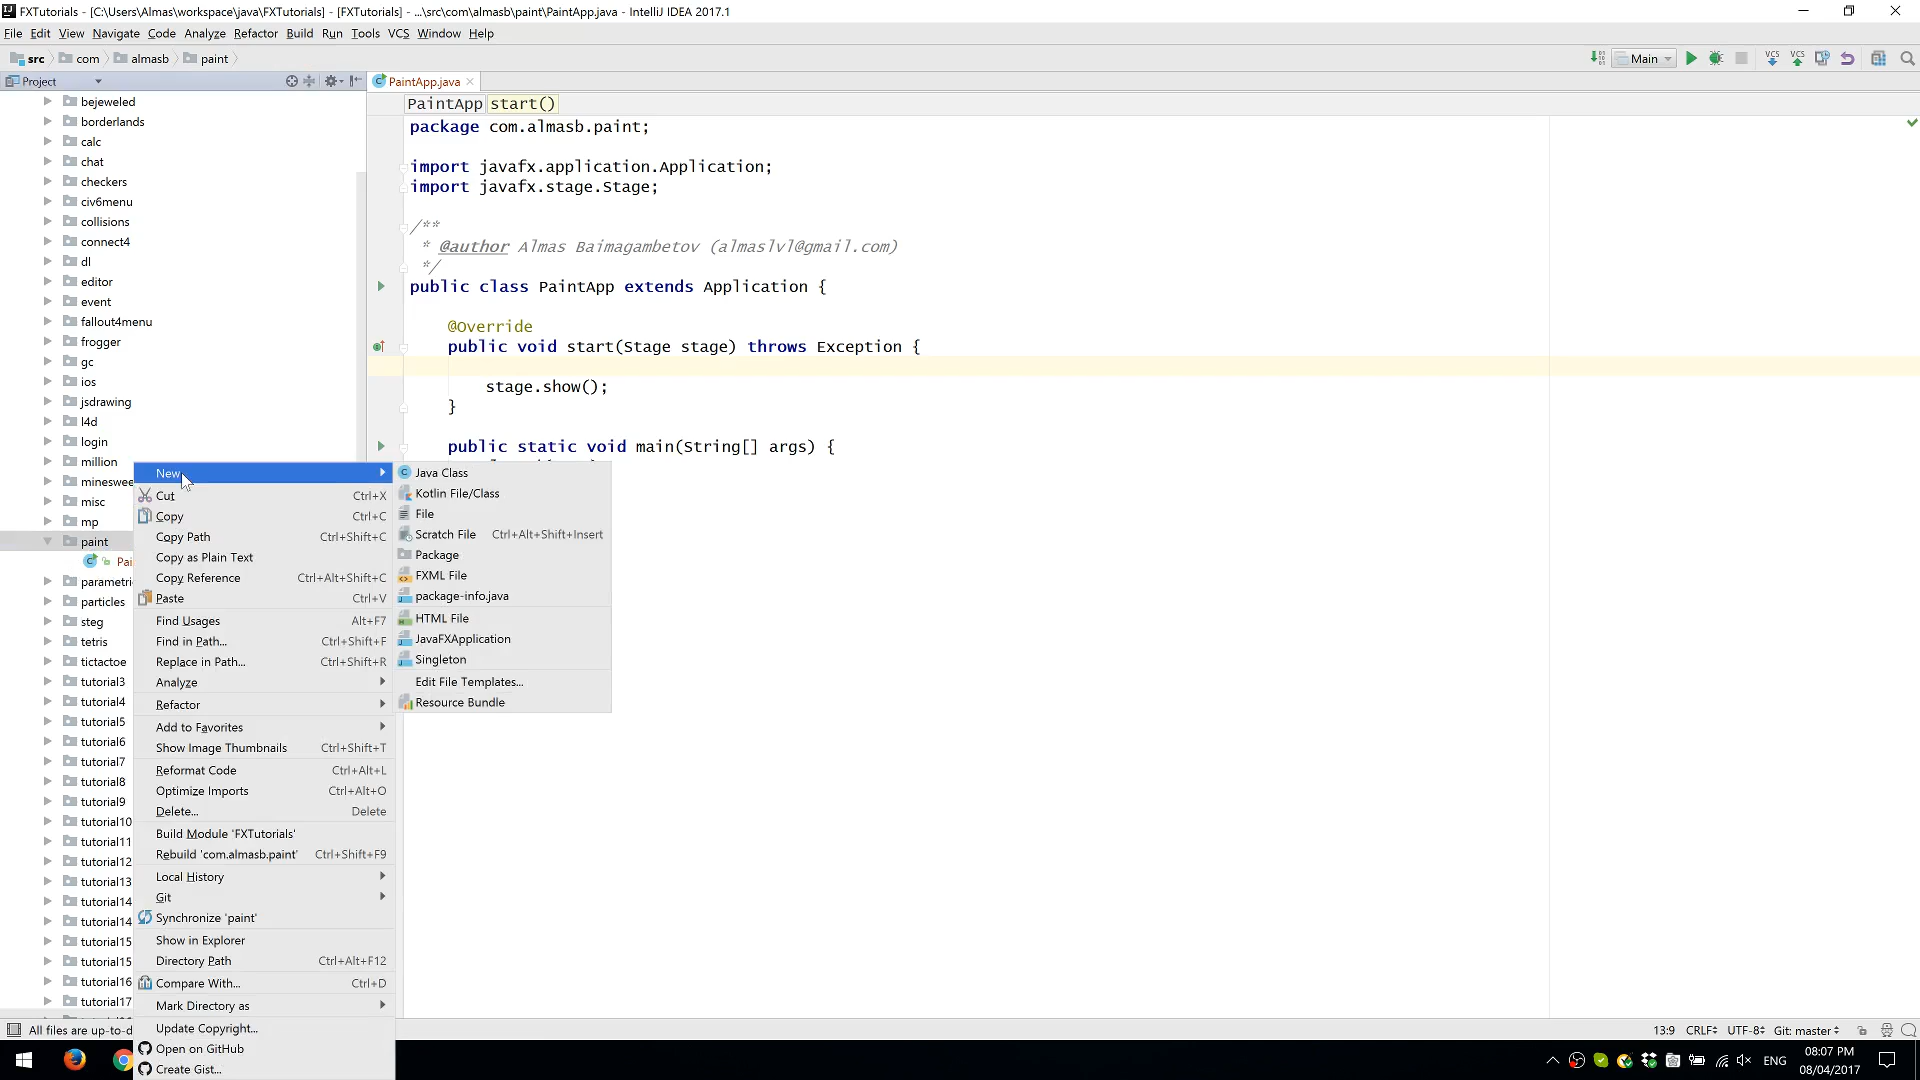 FXTutorials - [C:\Users\Almas\workspace\java\FXTutorials] - [FXTutorials] - ...\src\com\almasb\paint\PaintApp.java - IntelliJ IDEA 2017.1
File Edit View Navigate Code Analyze Refactor Build Run Tools VCS Window Help
src com almasb paint
Main
VCS VCS
Project
PaintApp.java
PaintApp start()
bejeweled
borderlands
calc
chat
checkers
civ6menu
collisions
connect4
dl
editor
event
fallout4menu
frogger
gc
ios
jsdrawing
l4d
login
million
mineswee
misc
mp
paint
Pai
parametri
particles
steg
tetris
tictactoe
tutorial3
tutorial4
tutorial5
tutorial6
tutorial7
tutorial8
tutorial9
tutorial10
tutorial11
tutorial12
tutorial13
tutorial14
tutorial14
tutorial15
tutorial15
tutorial16
tutorial17
package com.almasb.paint;
import javafx.application.Application;
import javafx.stage.Stage;
/**
* @author Almas Baimagambetov (almaslvl@gmail.com)
*/
public class PaintApp extends Application {
@Override
public void start(Stage stage) throws Exception {
stage.show();
}
public static void main(String[] args) {
New
Cut Ctrl+X
Copy Ctrl+C
Copy Path Ctrl+Shift+C
Copy as Plain Text
Copy Reference Ctrl+Alt+Shift+C
Paste Ctrl+V
Find Usages Alt+F7
Find in Path... Ctrl+Shift+F
Replace in Path... Ctrl+Shift+R
Analyze
Refactor
Add to Favorites
Show Image Thumbnails Ctrl+Shift+T
Reformat Code Ctrl+Alt+L
Optimize Imports Ctrl+Alt+O
Delete... Delete
Build Module 'FXTutorials'
Rebuild 'com.almasb.paint' Ctrl+Shift+F9
Local History
Git
Synchronize 'paint'
Show in Explorer
Directory Path Ctrl+Alt+F12
Compare With... Ctrl+D
Mark Directory as
Update Copyright...
Open on GitHub
Create Gist...
Java Class
Kotlin File/Class
File
Scratch File Ctrl+Alt+Shift+Insert
Package
FXML File
package-info.java
HTML File
JavaFXApplication
Singleton
Edit File Templates...
Resource Bundle
All files are up-to-d
13:9 CRLF UTF-8 Git: master
ENG
08:07 PM
08/04/2017